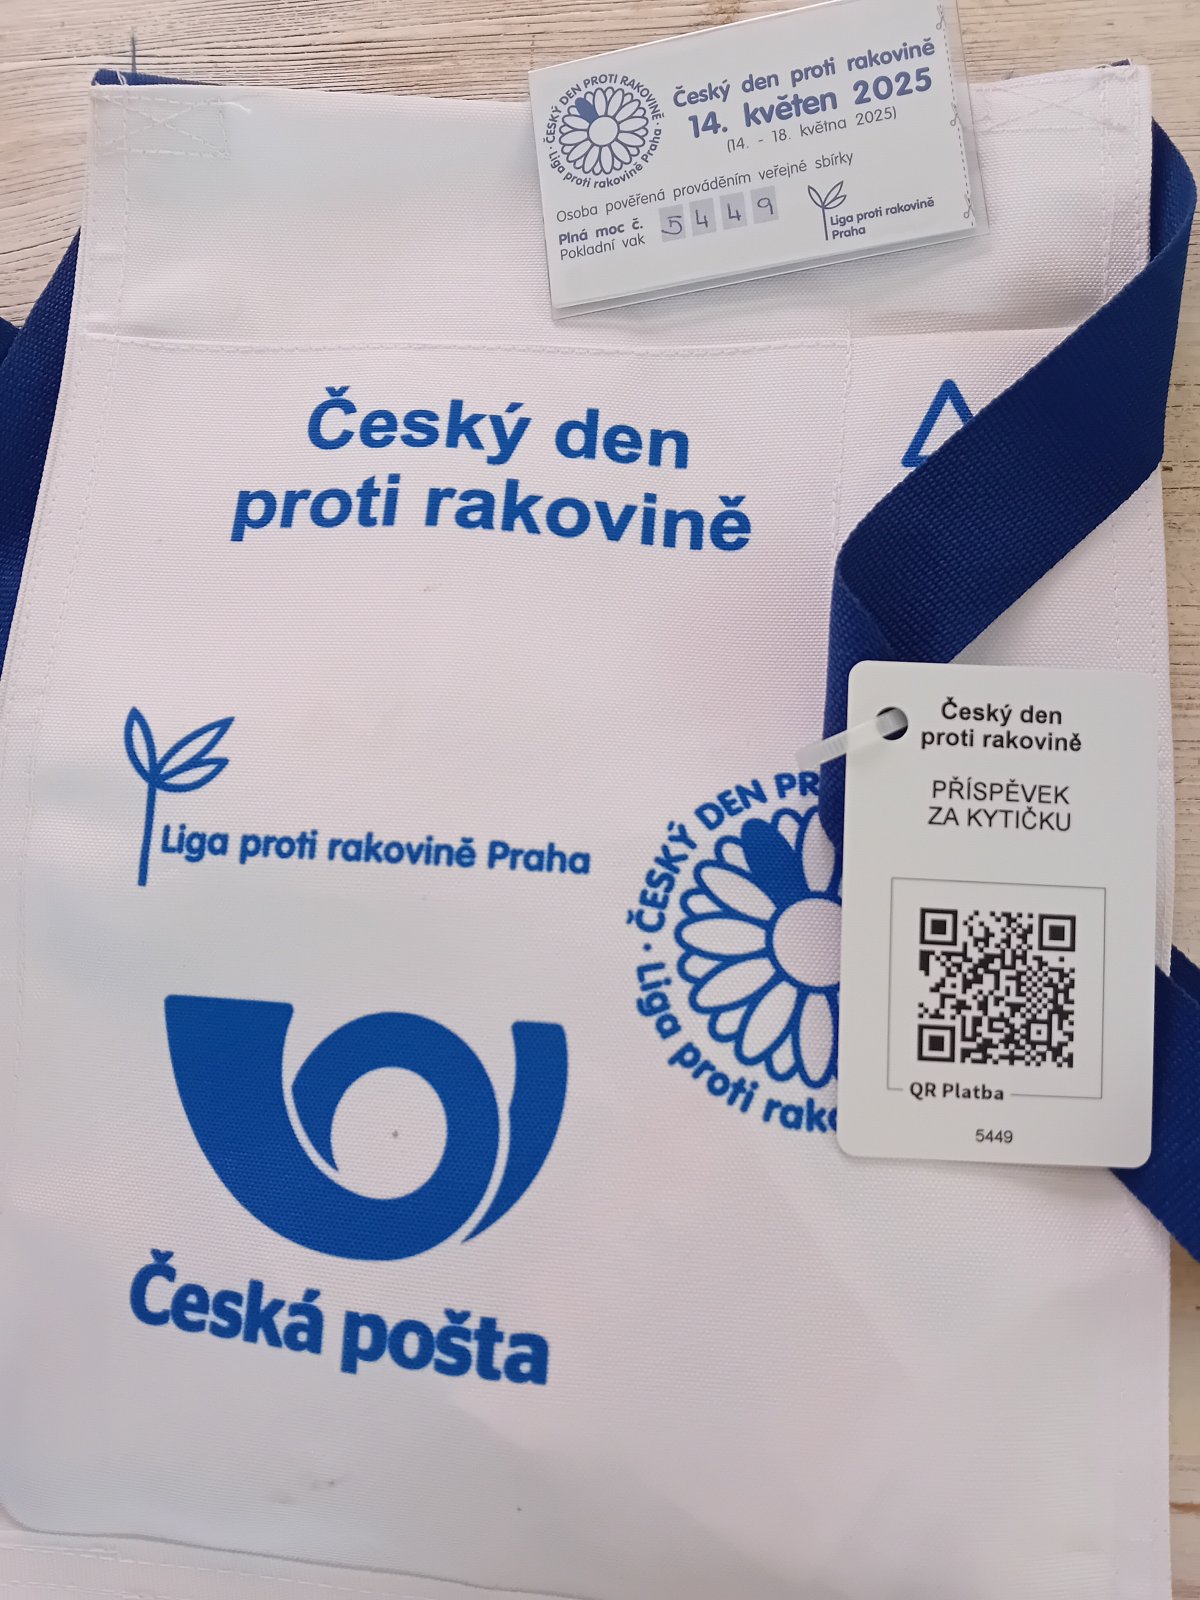 ČESKÝ DEN PROTI RAKOVINĚ
· Liga proti rakovině Praha ·
Český den proti rakovině
14. květen 2025
(14. - 18. května 2025)
Osoba pověřená prováděním veřejné sbírky
Plná moc č.
Pokladní vak
5449
Liga proti rakovině
Praha
Český den
proti rakovině
Liga proti rakovině Praha
· ČESKÝ DEN PR
Liga proti rako
Česká pošta
Český den
proti rakovině
PŘÍSPĚVEK
ZA KYTIČKU
QR Platba
5449